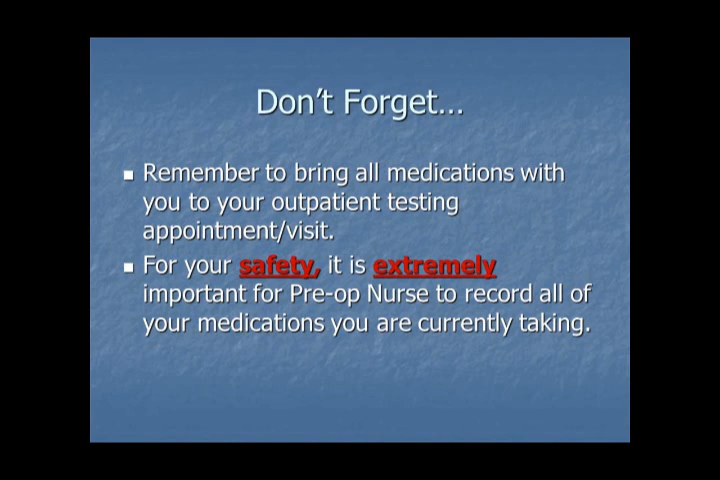 Don't Forget...
Remember to bring all medications with
you to your outpatient testing
appointment/visit.
For your safety, it is extremely
important for Pre-op Nurse to record all of
your medications you are currently taking.